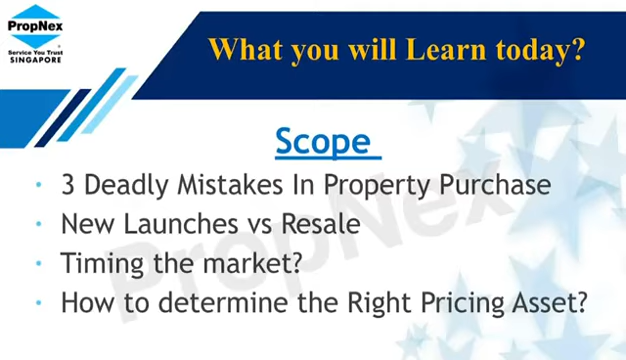 PropNex
Service You Trust
SINGAPORE
What you will Learn today?
Scope
• 3 Deadly Mistakes In Property Purchase
• New Launches vs Resale
• Timing the market?
• How to determine the Right Pricing Asset?
PropNex